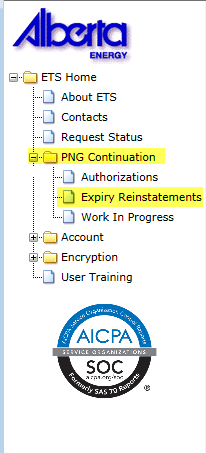 Alberta
ENERGY
ETS Home
About ETS
Contacts
Request Status
PNG Continuation
Authorizations
Expiry Reinstatements
Work In Progress
Account
Encryption
User Training
AICPA Service Organization Control Reports
AICPA
SERVICE ORGANIZATIONS
SOC
aicpa.org/soc
Formerly SAS 70 Reports
®